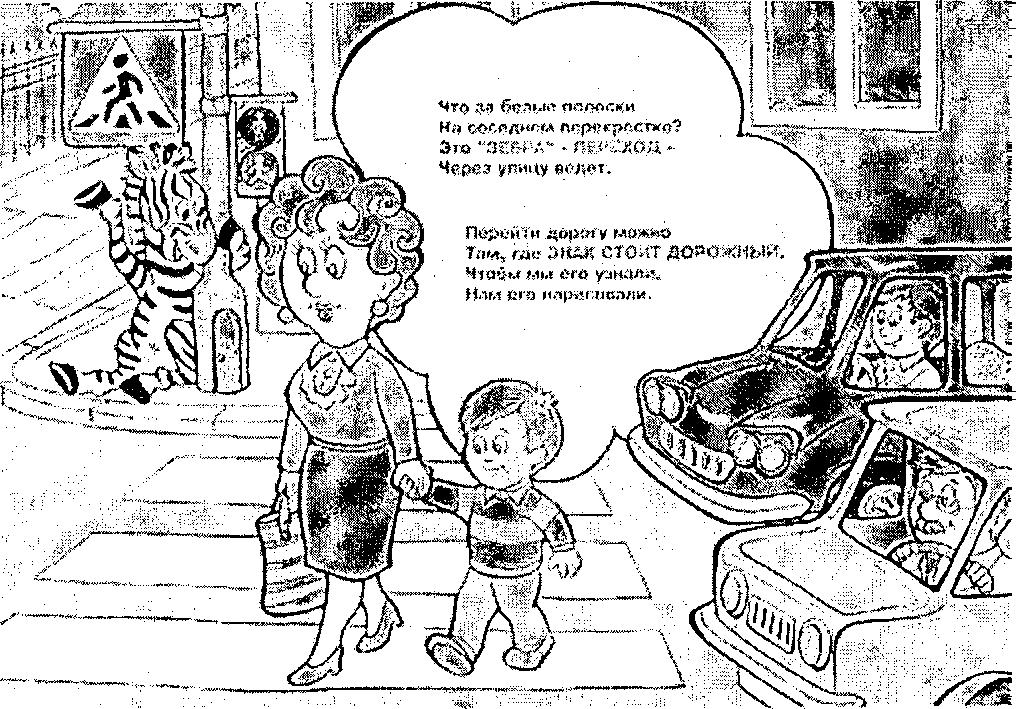 Что за белые полоски
На соседнем перекрестке?
Это "ЗЕБРА" - ПЕРЕХОД -
Через улицу ведет.
Перейти дорогу можно
Там, где ЗНАК СТОИТ ДОРОЖНЫЙ.
Чтобы мы его узнали,
Нам его нарисовали.